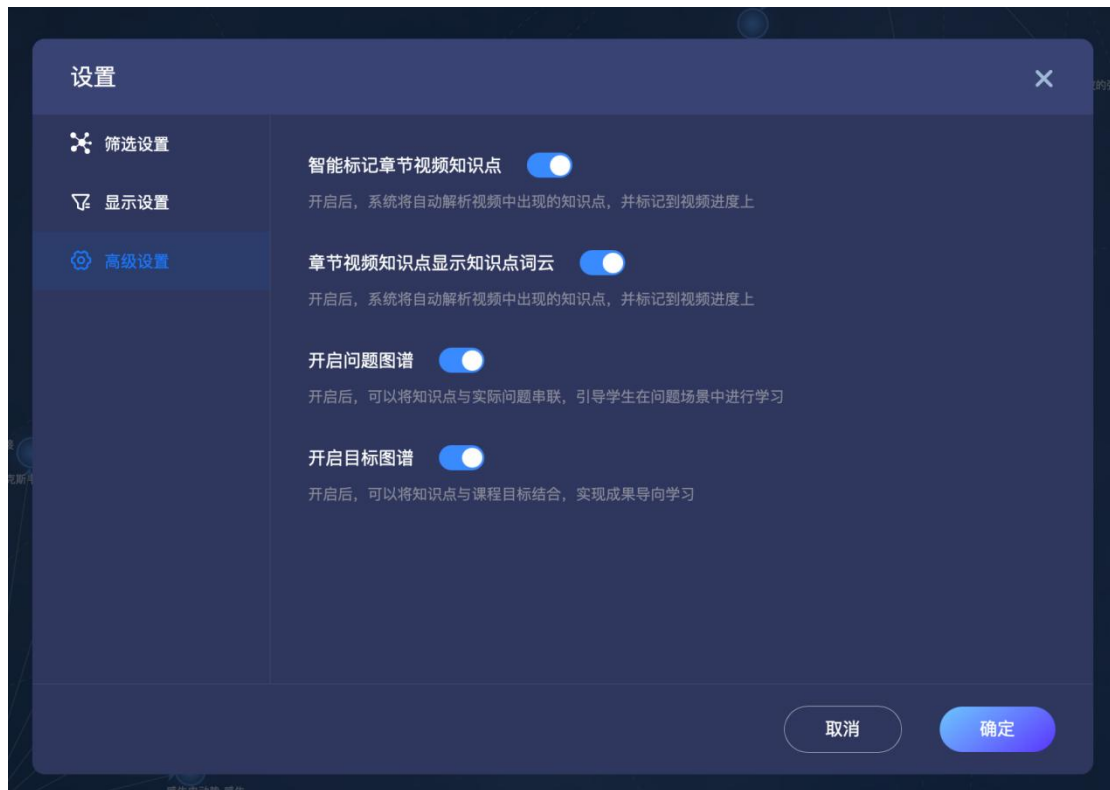 设置
筛选设置
显示设置
高级设置
智能标记章节视频知识点
开启后，系统将自动解析视频中出现的知识点，并标记到视频进度上
章节视频知识点显示知识点词云
开启后，系统将自动解析视频中出现的知识点，并标记到视频进度上
开启问题图谱
开启后，可以将知识点与实际问题串联，引导学生在问题场景中进行学习
开启目标图谱
开启后，可以将知识点与课程目标结合，实现成果导向学习
取消
确定